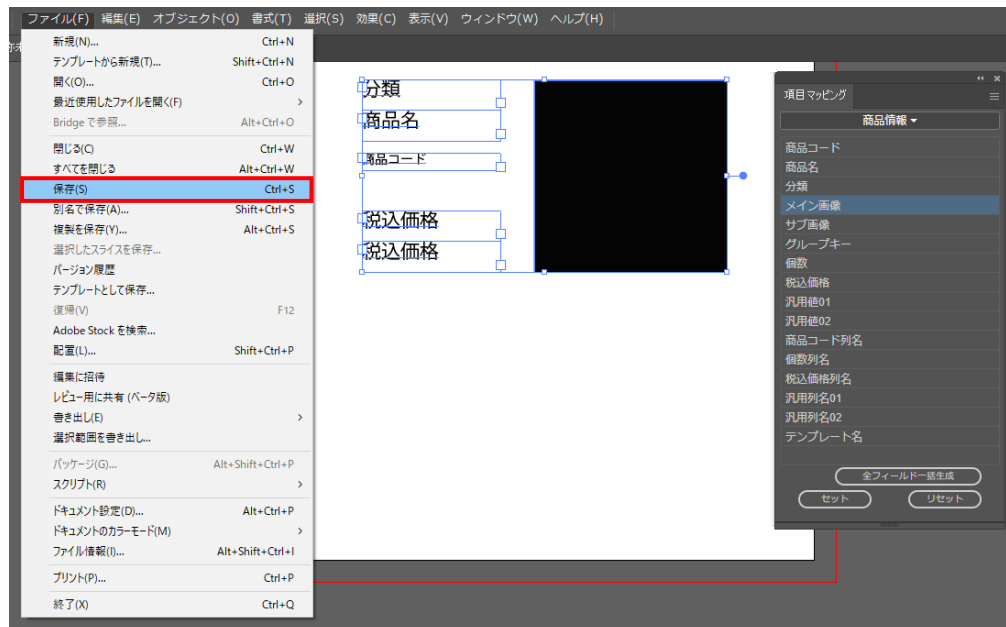 ファイル(F) 編集(E) オブジェクト(O) 書式(T) 選択(S) 効果(C) 表示(V) ウィンドウ(W) ヘルプ(H)
新規(N)... Ctrl+N
テンプレートから新規(T)... Shift+Ctrl+N
開く(O)... Ctrl+O
最近使用したファイルを開く(F) >
Bridge で参照... Alt+Ctrl+O
閉じる(C) Ctrl+W
すべてを閉じる Alt+Ctrl+W
保存(S) Ctrl+S
別名で保存(A)... Shift+Ctrl+S
複製を保存(Y)... Alt+Ctrl+S
選択したスライスを保存...
バージョン履歴
テンプレートとして保存...
復帰(V) F12
Adobe Stock を検索...
配置(L)... Shift+Ctrl+P
編集に招待
レビュー用に共有 (ベータ版)
書き出し(E) >
選択範囲を書き出し...
パッケージ(G)... Alt+Shift+Ctrl+P
スクリプト(R) >
ドキュメント設定(D)... Alt+Ctrl+P
ドキュメントのカラーモード(M) >
ファイル情報(I)... Alt+Shift+Ctrl+I
プリント(P)... Ctrl+P
終了(X) Ctrl+Q
分類
商品名
商品コード
税込価格
税込価格
項目マッピング
商品情報
商品コード
商品名
分類
メイン画像
サブ画像
グループキー
個数
税込価格
汎用値01
汎用値02
商品コード列名
個数列名
税込価格列名
汎用列名01
汎用列名02
テンプレート名
全フィールド一括生成
セット リセット